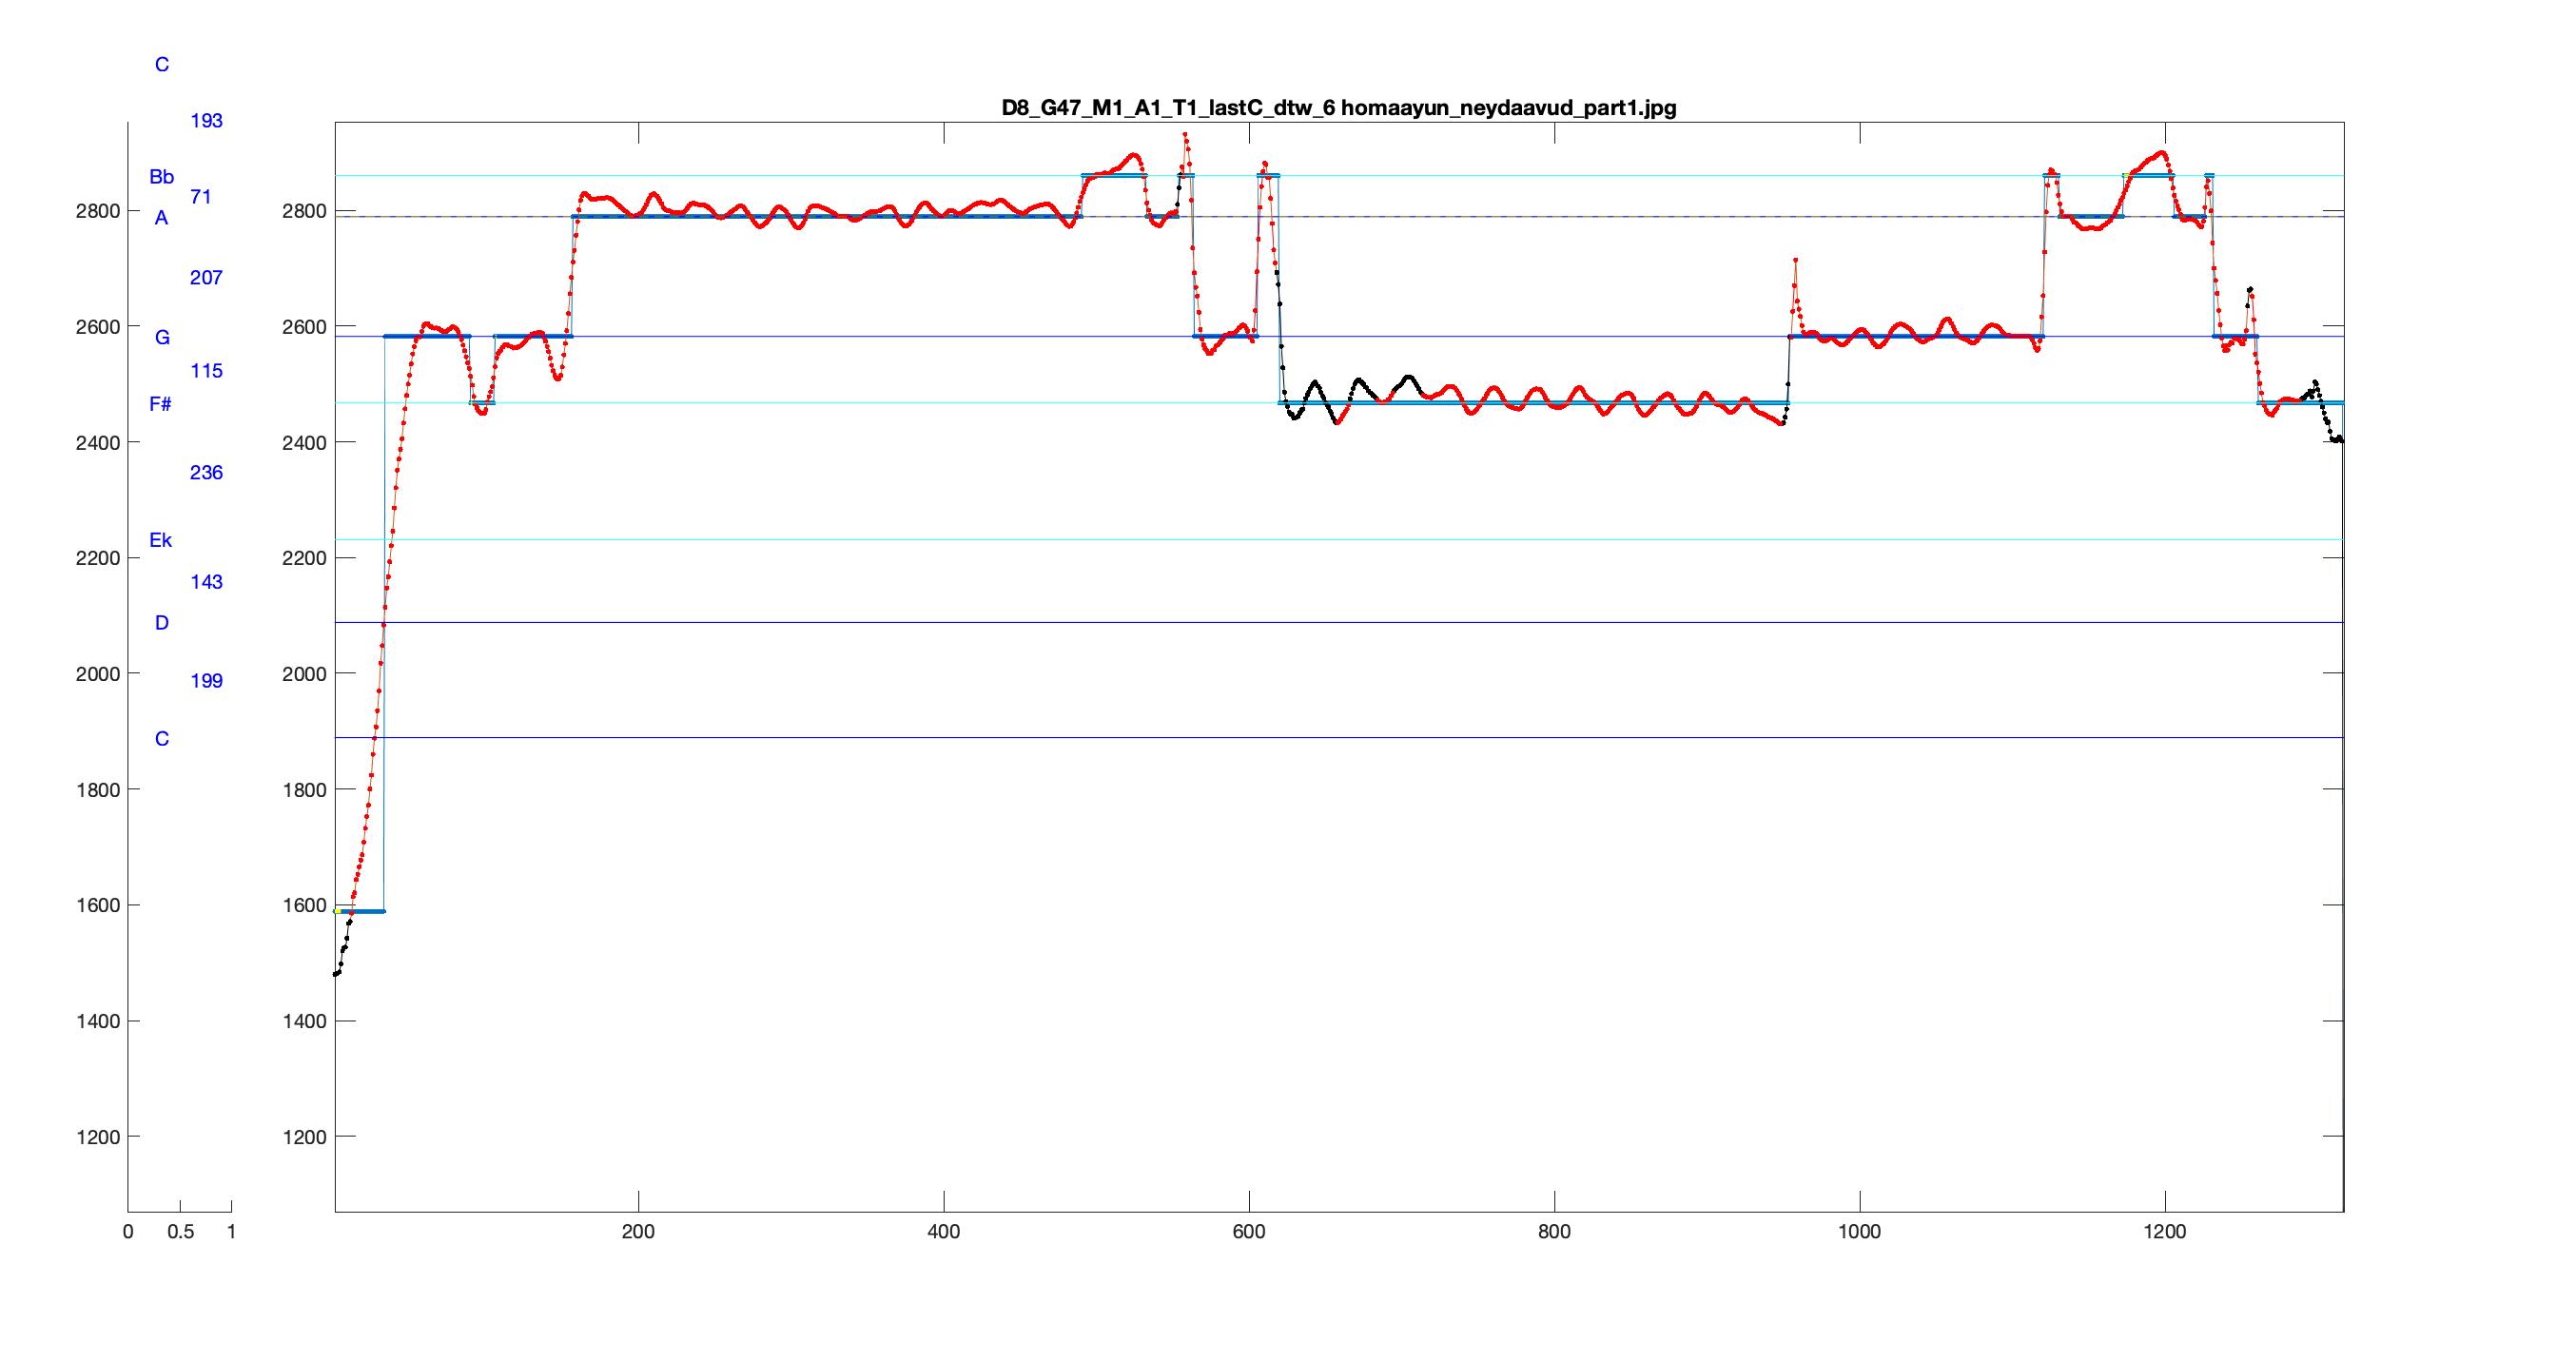 C
D8_G47_M1_A1_T1_lastC_dtw_6 homaayun_neydaavud_part1.jpg
193
Bb
71
2800 A 2800
207
2600 G 2600
115
F#
2400 2400
236
Ek
2200 2200
143
D
2000 199 2000
C
1800 1800
1600 1600
1400 1400
1200 1200
0 0.5 1 200 400 600 800 1000 1200